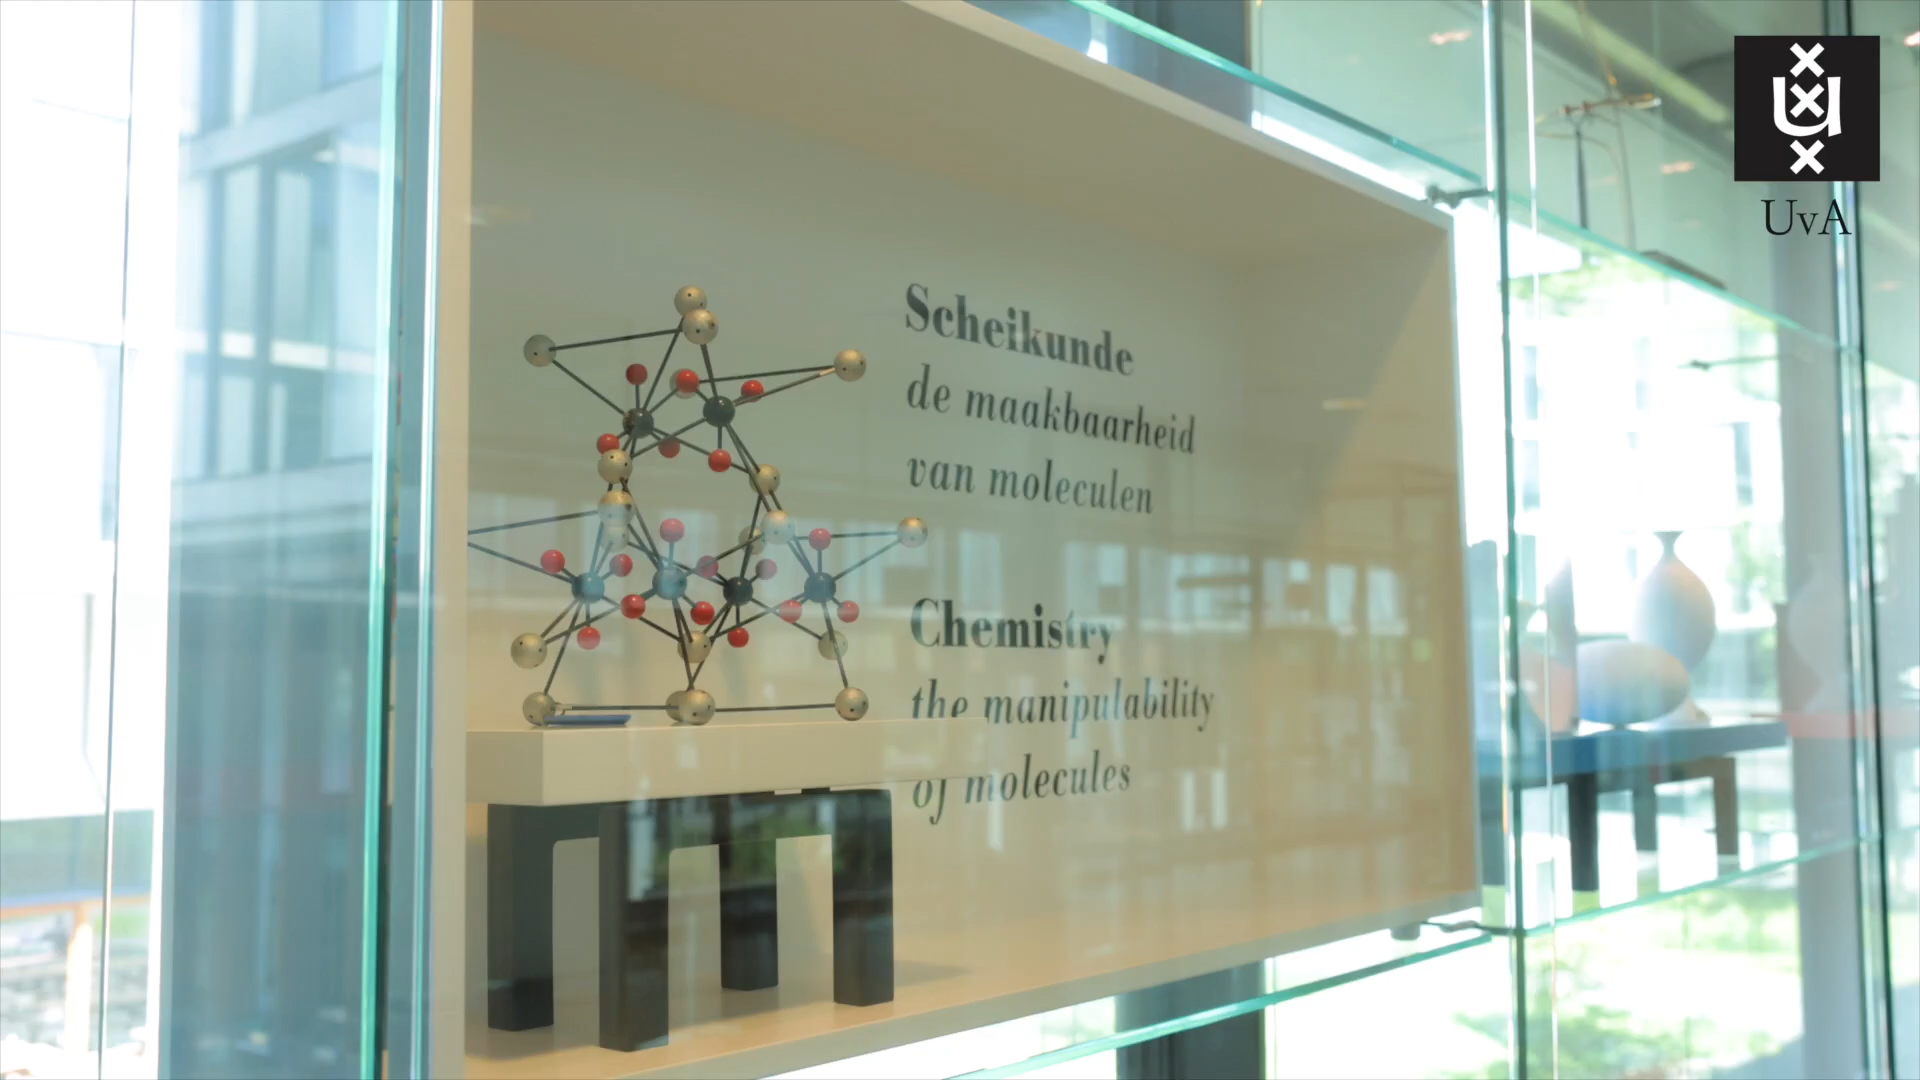 Scheikunde
de maakbaarheid
van moleculen
Chemistry
the manipulability
of molecules
UvA